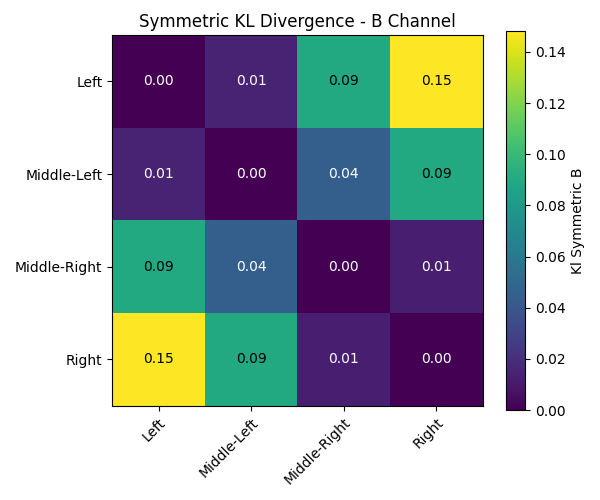 Symmetric KL Divergence - B Channel
Left 0.00 0.01 0.09 0.15
Middle-Left 0.01 0.00 0.04 0.09
Middle-Right 0.09 0.04 0.00 0.01
Right 0.15 0.09 0.01 0.00
Left Middle-Left Middle-Right Right
0.14
0.12
0.10
0.08
0.06
0.04
0.02
0.00
Kl Symmetric B